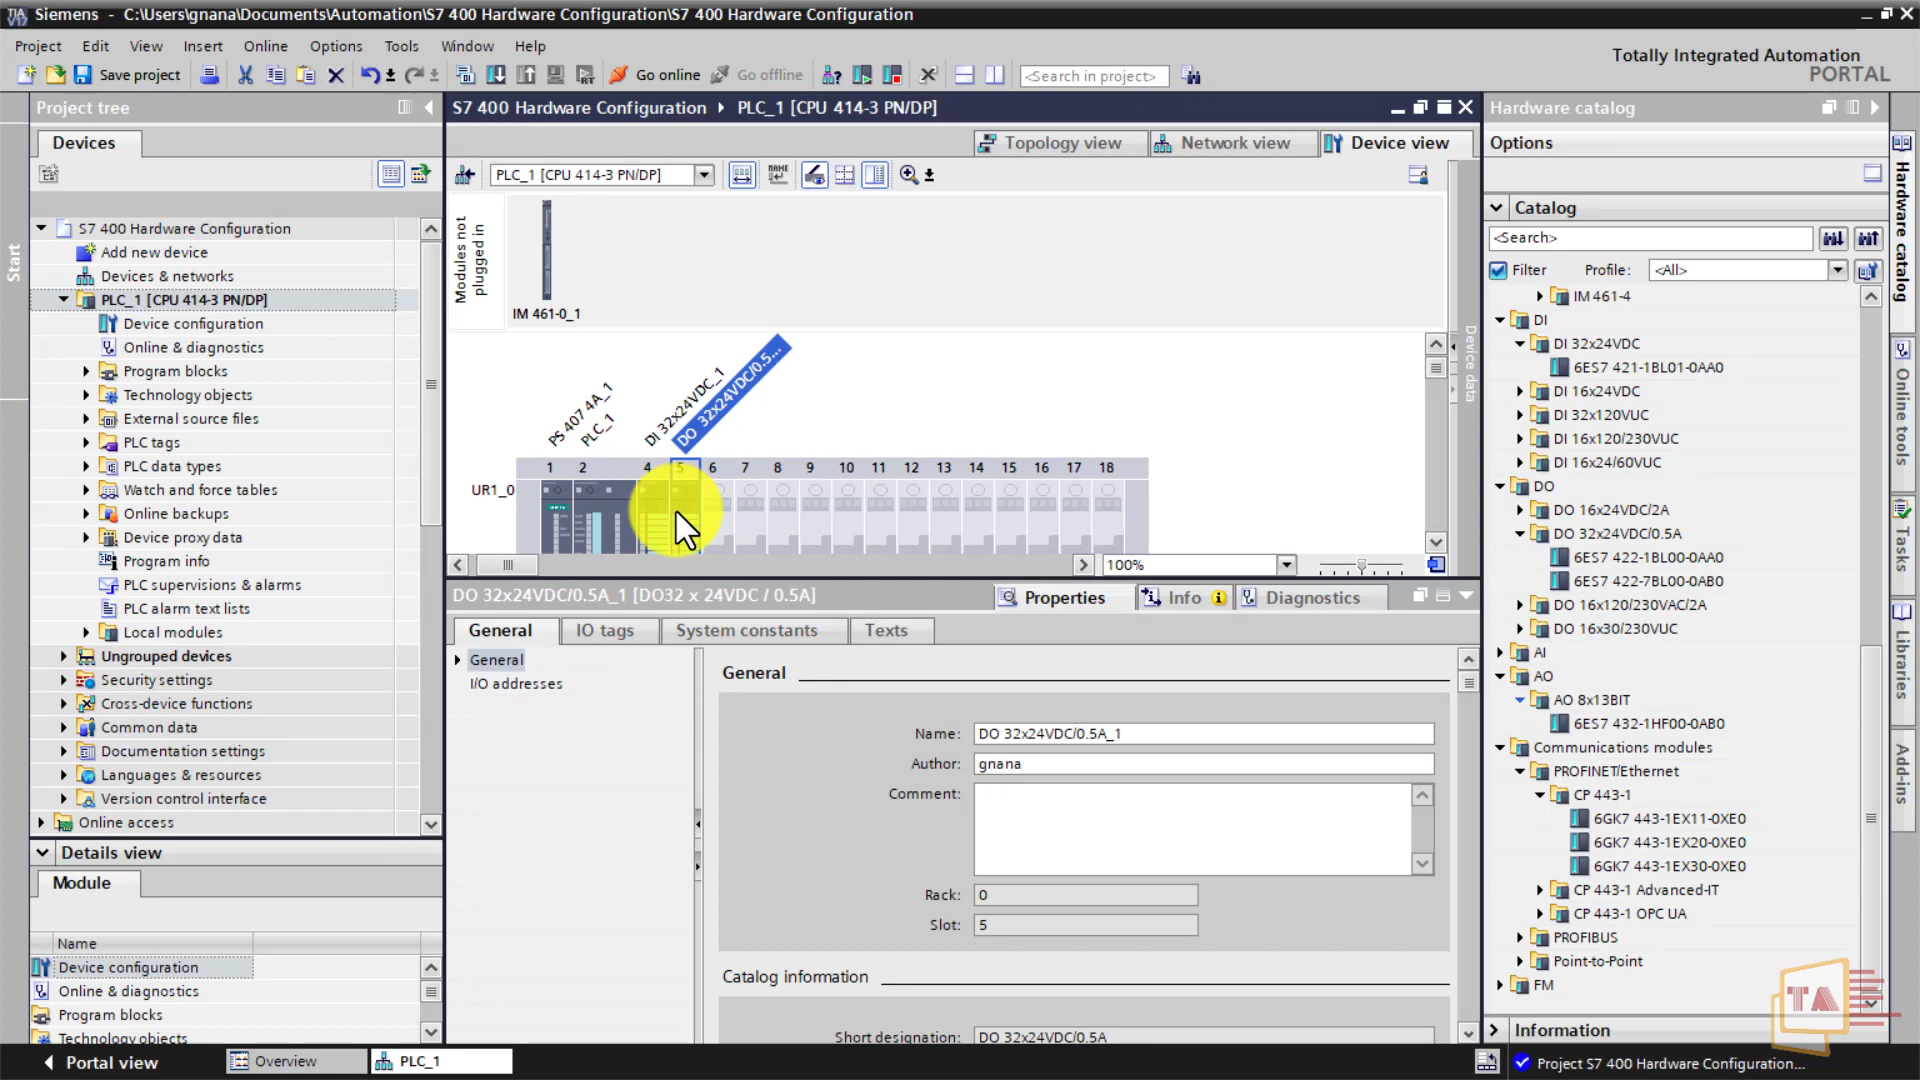 Siemens - C:\Users\gnana\Documents\Automation\S7 400 Hardware Configuration\S7 400 Hardware Configuration
Project Edit View Insert Online Options Tools Window Help
Totally Integrated Automation
PORTAL
Save project
Go online
Go offline
<Search in project>
Project tree
S7 400 Hardware Configuration PLC_1 [CPU 414-3 PN/DP]
Hardware catalog
Devices
Topology view
Network view
Device view
Options
PLC_1 [CPU 414-3 PN/DP]
Start
S7 400 Hardware Configuration
Add new device
Devices & networks
PLC_1 [CPU 414-3 PN/DP]
Device configuration
Online & diagnostics
Program blocks
Technology objects
External source files
PLC tags
PLC data types
Watch and force tables
Online backups
Device proxy data
Program info
PLC supervisions & alarms
PLC alarm text lists
Local modules
Ungrouped devices
Security settings
Cross-device functions
Common data
Documentation settings
Languages & resources
Version control interface
Online access
Details view
Module
Name
Device configuration
Online & diagnostics
Program blocks
Technology objects
Modules not plugged in
IM 461-0_1
PS 407 4A_1
PLC_1
DI 32x24VDC_1
DO 32x24VDC/0.5...
1 2 4 5 6 7 8 9 10 11 12 13 14 15 16 17 18
UR1_0
Device data
100%
DO 32x24VDC/0.5A_1 [DO32 x 24VDC / 0.5A]
Properties
Info
Diagnostics
General
IO tags
System constants
Texts
General
I/O addresses
General
Name: DO 32x24VDC/0.5A_1
Author: gnana
Comment:
Rack: 0
Slot: 5
Catalog information
Short designation: DO 32x24VDC/0.5A
Catalog
<Search>
Filter Profile: <All>
IM 461-4
DI
DI 32x24VDC
6ES7 421-1BL01-0AA0
DI 16x24VDC
DI 32x120VUC
DI 16x120/230VUC
DI 16x24/60VUC
DO
DO 16x24VDC/2A
DO 32x24VDC/0.5A
6ES7 422-1BL00-0AA0
6ES7 422-7BL00-0AB0
DO 16x120/230VAC/2A
DO 16x30/230VUC
AI
AO
AO 8x13BIT
6ES7 432-1HF00-0AB0
Communications modules
PROFINET/Ethernet
CP 443-1
6GK7 443-1EX11-0XE0
6GK7 443-1EX20-0XE0
6GK7 443-1EX30-0XE0
CP 443-1 Advanced-IT
CP 443-1 OPC UA
PROFIBUS
Point-to-Point
FM
Information
Hardware catalog
Online tools
Tasks
Libraries
Add-ins
TA
Portal view
Overview
PLC_1
Project S7 400 Hardware Configuration...